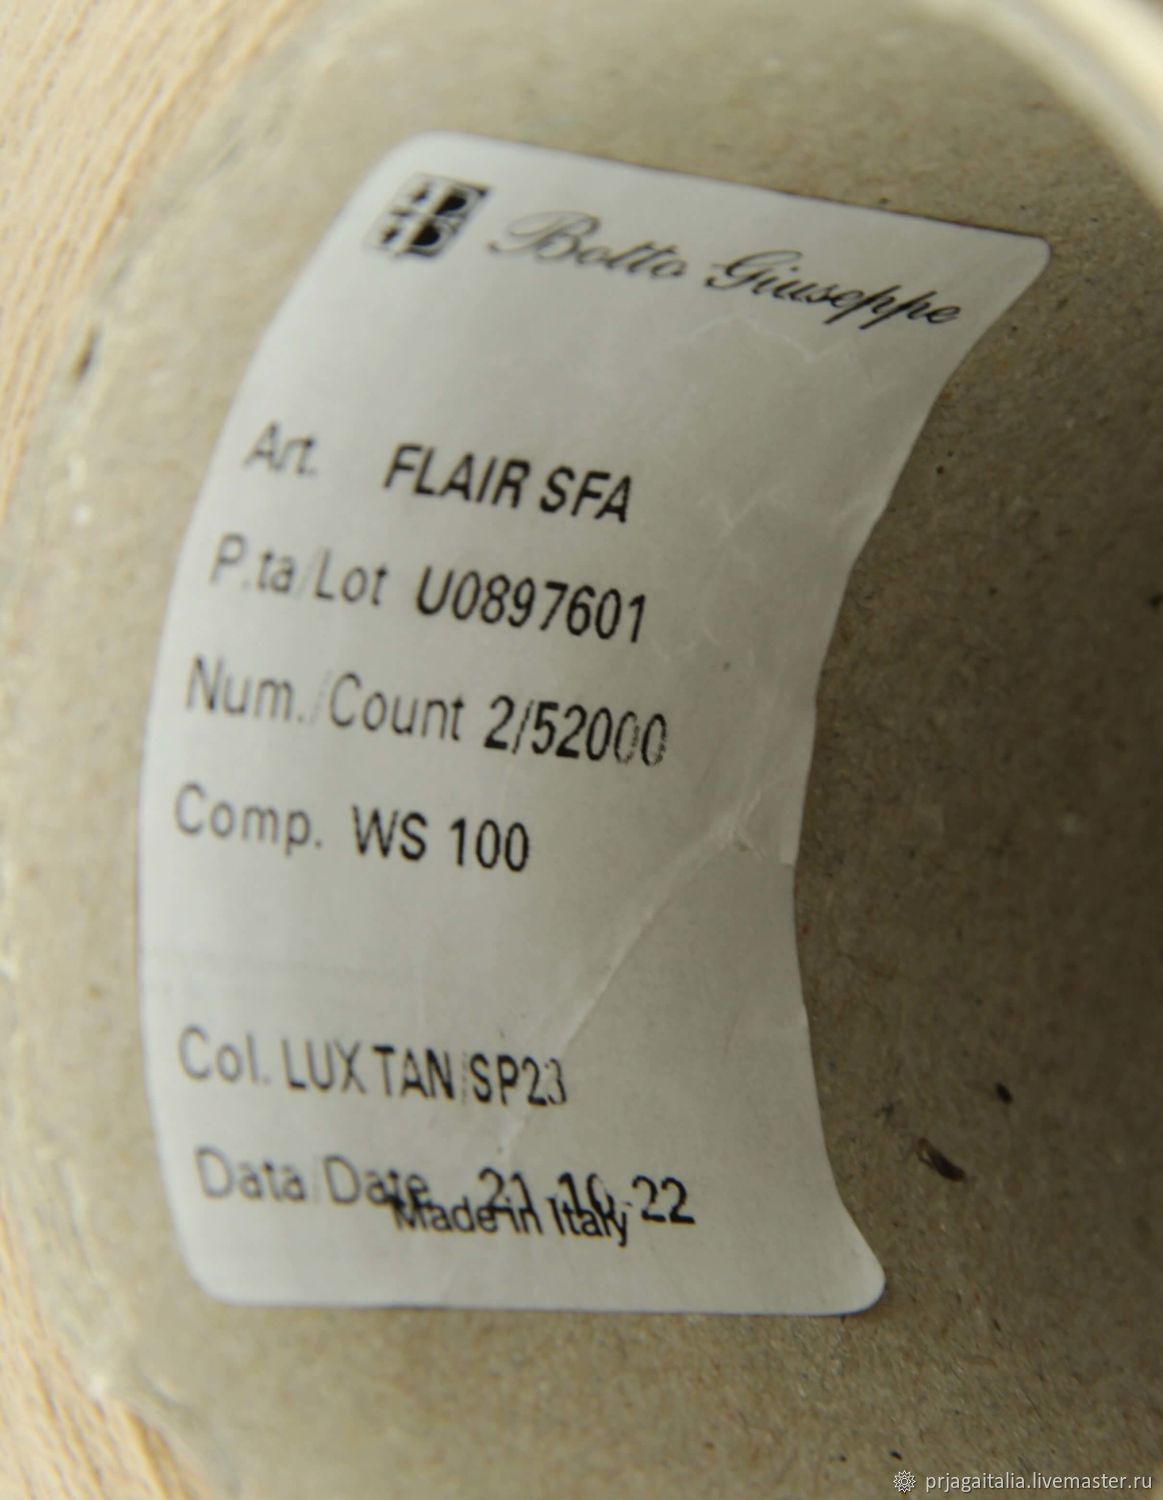 Botto Giuseppe
Art. FLAIR SFA
P.ta/Lot U0897601
Num./Count 2/52000
Comp. WS 100
Col. LUX TAN/SP23
Data/Date 21.10.22
Made in Italy
prjagaitalia.livemaster.ru